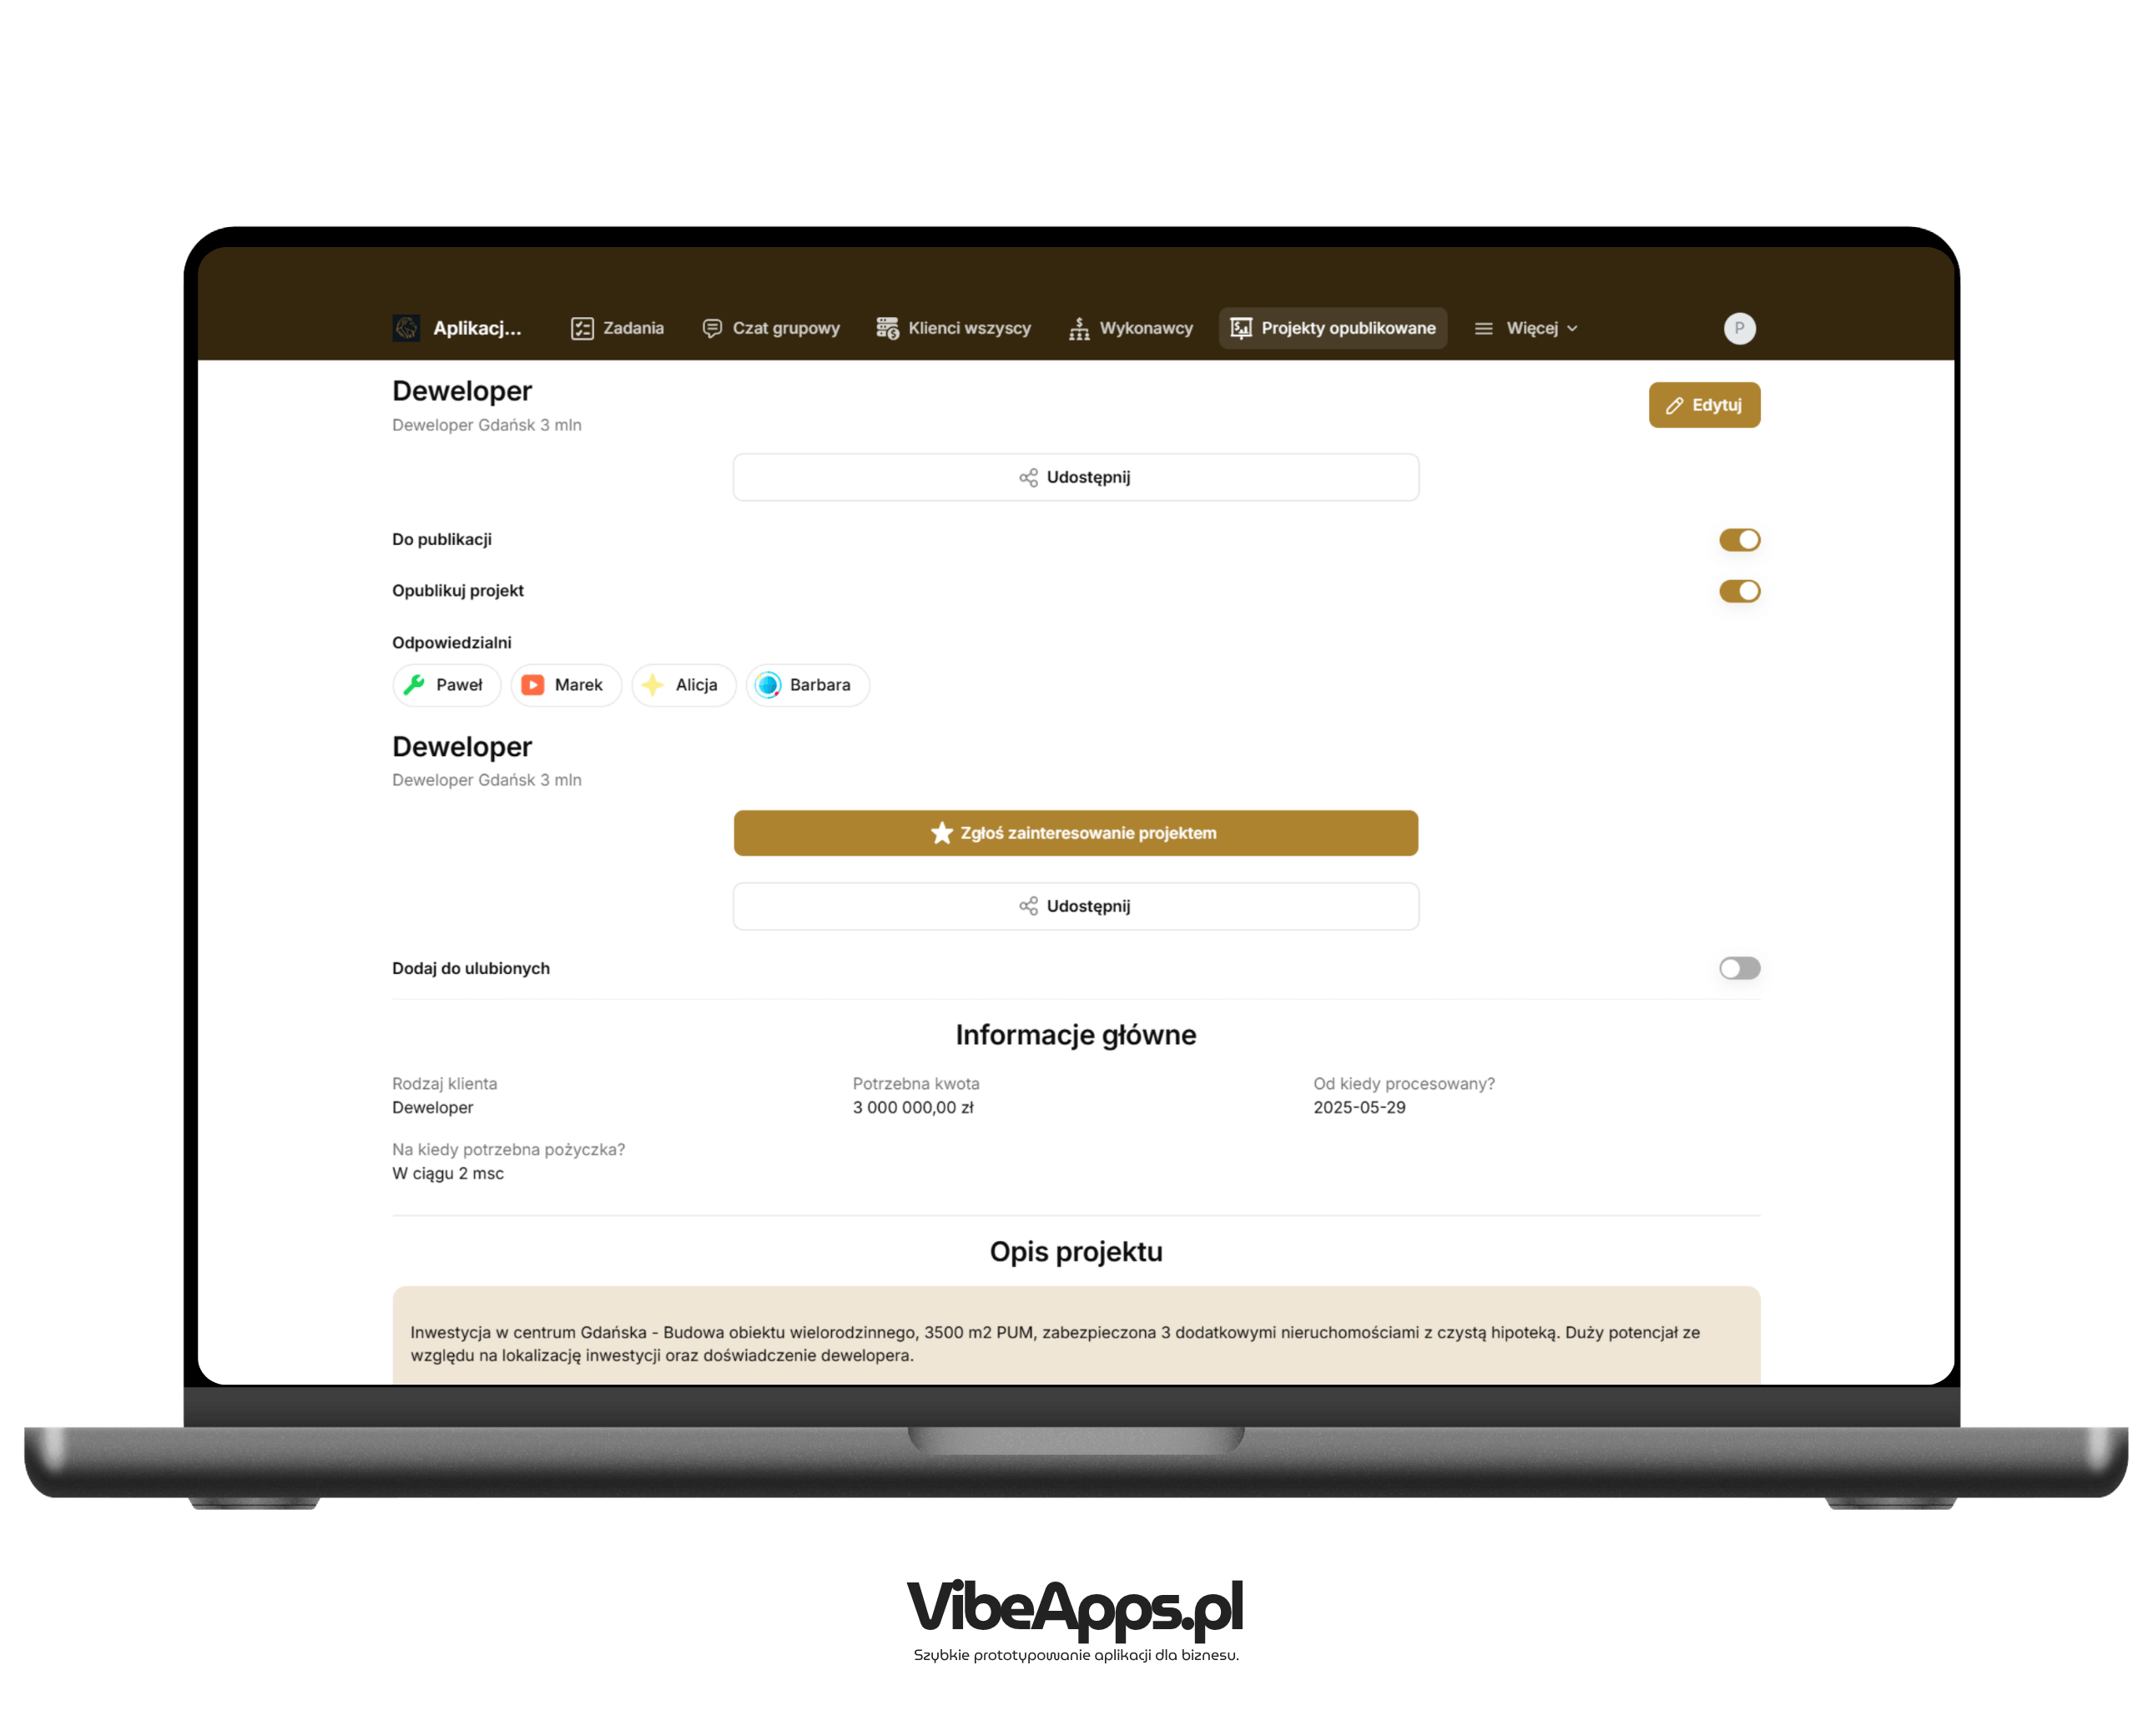 Aplikacj...
Zadania
Czat grupowy
Klienci wszyscy
Wykonawcy
Projekty opublikowane
Więcej
P
Deweloper
Deweloper Gdańsk 3 mln
Edytuj
Udostępnij
Do publikacji
Opublikuj projekt
Odpowiedzialni
Paweł
Marek
Alicja
Barbara
Deweloper
Deweloper Gdańsk 3 mln
Zgłoś zainteresowanie projektem
Udostępnij
Dodaj do ulubionych
Informacje główne
Rodzaj klienta
Deweloper
Potrzebna kwota
3 000 000,00 zł
Od kiedy procesowany?
2025-05-29
Na kiedy potrzebna pożyczka?
W ciągu 2 msc
Opis projektu
Inwestycja w centrum Gdańska - Budowa obiektu wielorodzinnego, 3500 m2 PUM, zabezpieczona 3 dodatkowymi nieruchomościami z czystą hipoteką. Duży potencjał ze
względu na lokalizację inwestycji oraz doświadczenie dewelopera.
VibeApps.pl
Szybkie prototypowanie aplikacji dla biznesu.